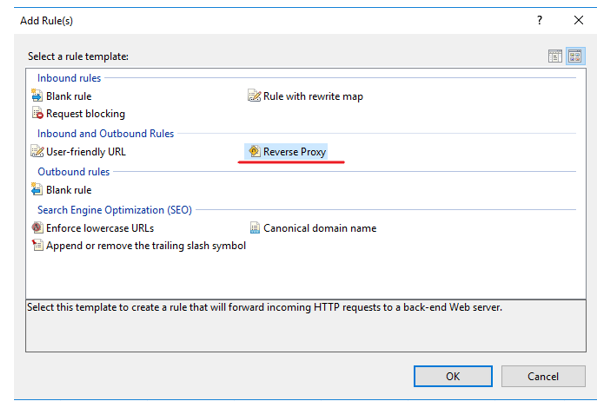 Add Rule(s)
?
Select a rule template:
Inbound rules
Blank rule
Rule with rewrite map
Request blocking
Inbound and Outbound Rules
User-friendly URL
Reverse Proxy
Outbound rules
Blank rule
Search Engine Optimization (SEO)
Enforce lowercase URLs
Canonical domain name
Append or remove the trailing slash symbol
Select this template to create a rule that will forward incoming HTTP requests to a back-end Web server.
OK
Cancel